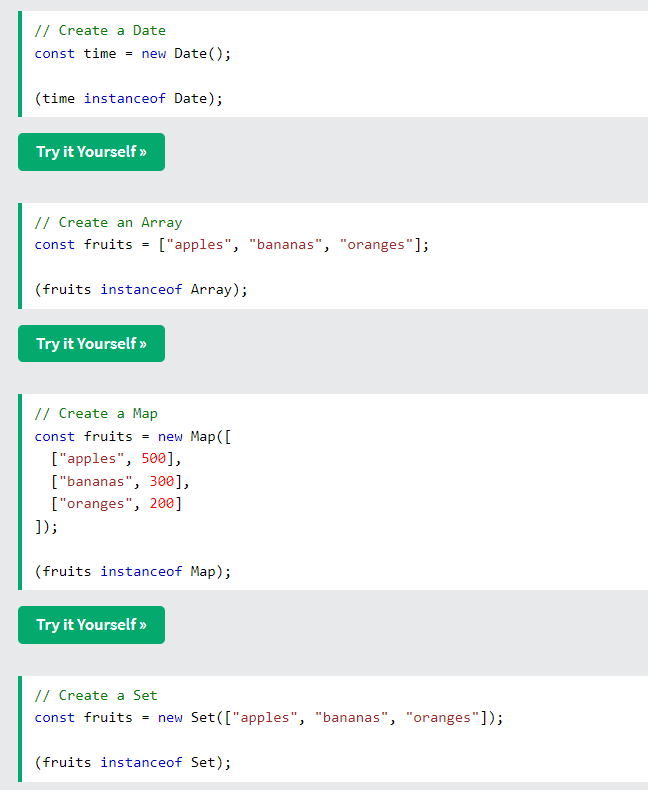 // Create a Date
const time = new Date();
(time instanceof Date);
Try it Yourself »
// Create an Array
const fruits = ["apples", "bananas", "oranges"];
(fruits instanceof Array);
Try it Yourself »
// Create a Map
const fruits = new Map([
  ["apples", 500],
  ["bananas", 300],
  ["oranges", 200]
]);
(fruits instanceof Map);
Try it Yourself »
// Create a Set
const fruits = new Set(["apples", "bananas", "oranges"]);
(fruits instanceof Set);